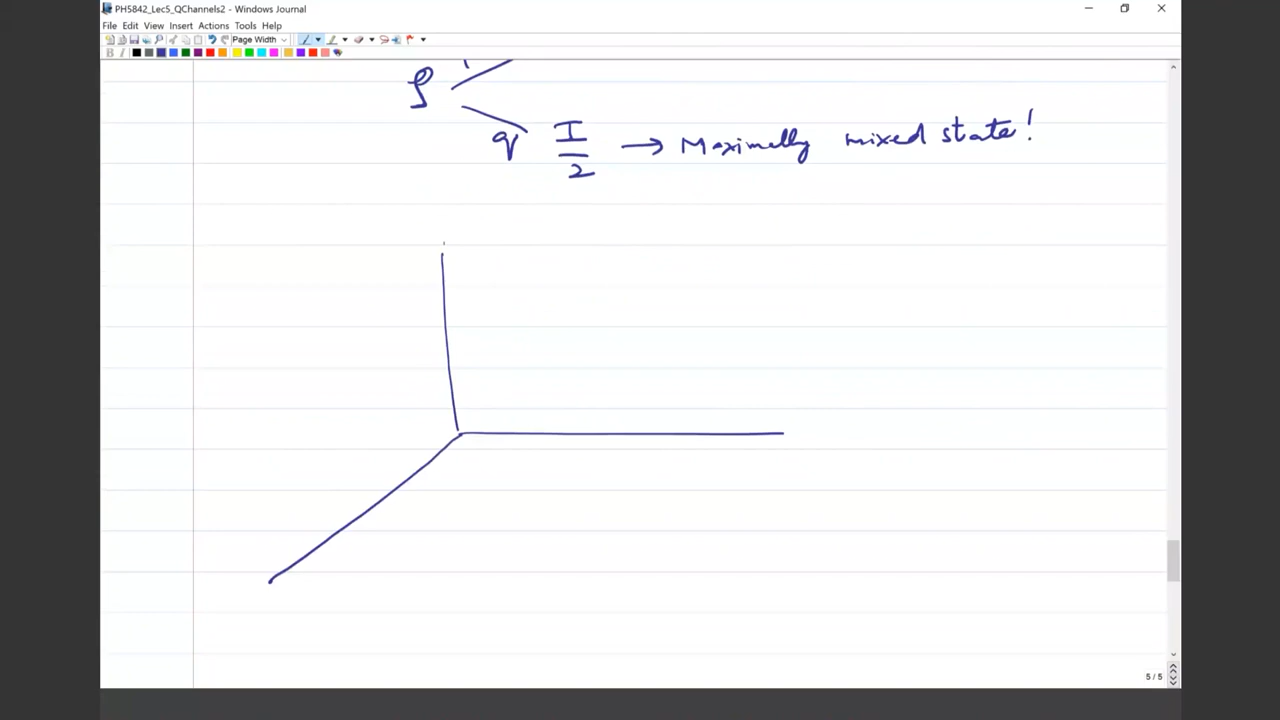 PH5842_Lec5_QChannels2 - Windows Journal
File Edit View Insert Actions Tools Help
Page Width
B I
ρ
q I/2 → Maximally mixed state!
5 / 5